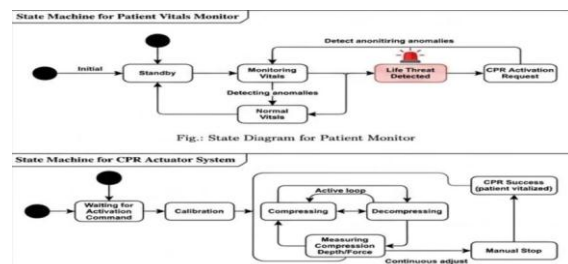 State Machine for Patient Vitals Monitor
Detect anonitiring anomalies
Initial
Standby
Monitoring
Vitals
Life Threat
Detected
CPR Activation
Request
Detecting anomalies
Normal
Vitals
Fig.: State Diagram for Patient Monitor
State Machine for CPR Actuator System
CPR Success
(patient vitalized)
Active loop
Waiting for
Activation
Command
Calibration
Compressing
Decompressing
Measuring
Compression
Depth/Force
Manual Stop
Continuous adjust